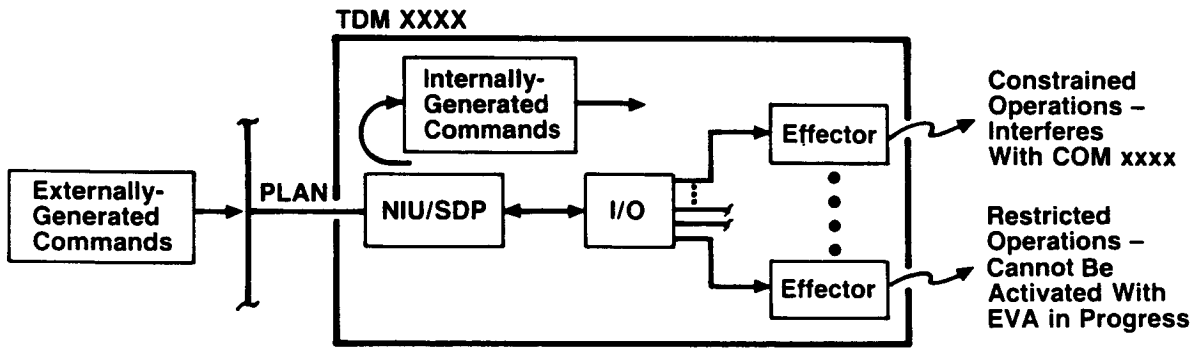 TDM XXXX
Internally-
Generated
Commands
Externally-
Generated
Commands
PLAN
NIU/SDP
I/O
Effector
Effector
Constrained
Operations –
Interferes
With COM xxxx
Restricted
Operations –
Cannot Be
Activated With
EVA in Progress